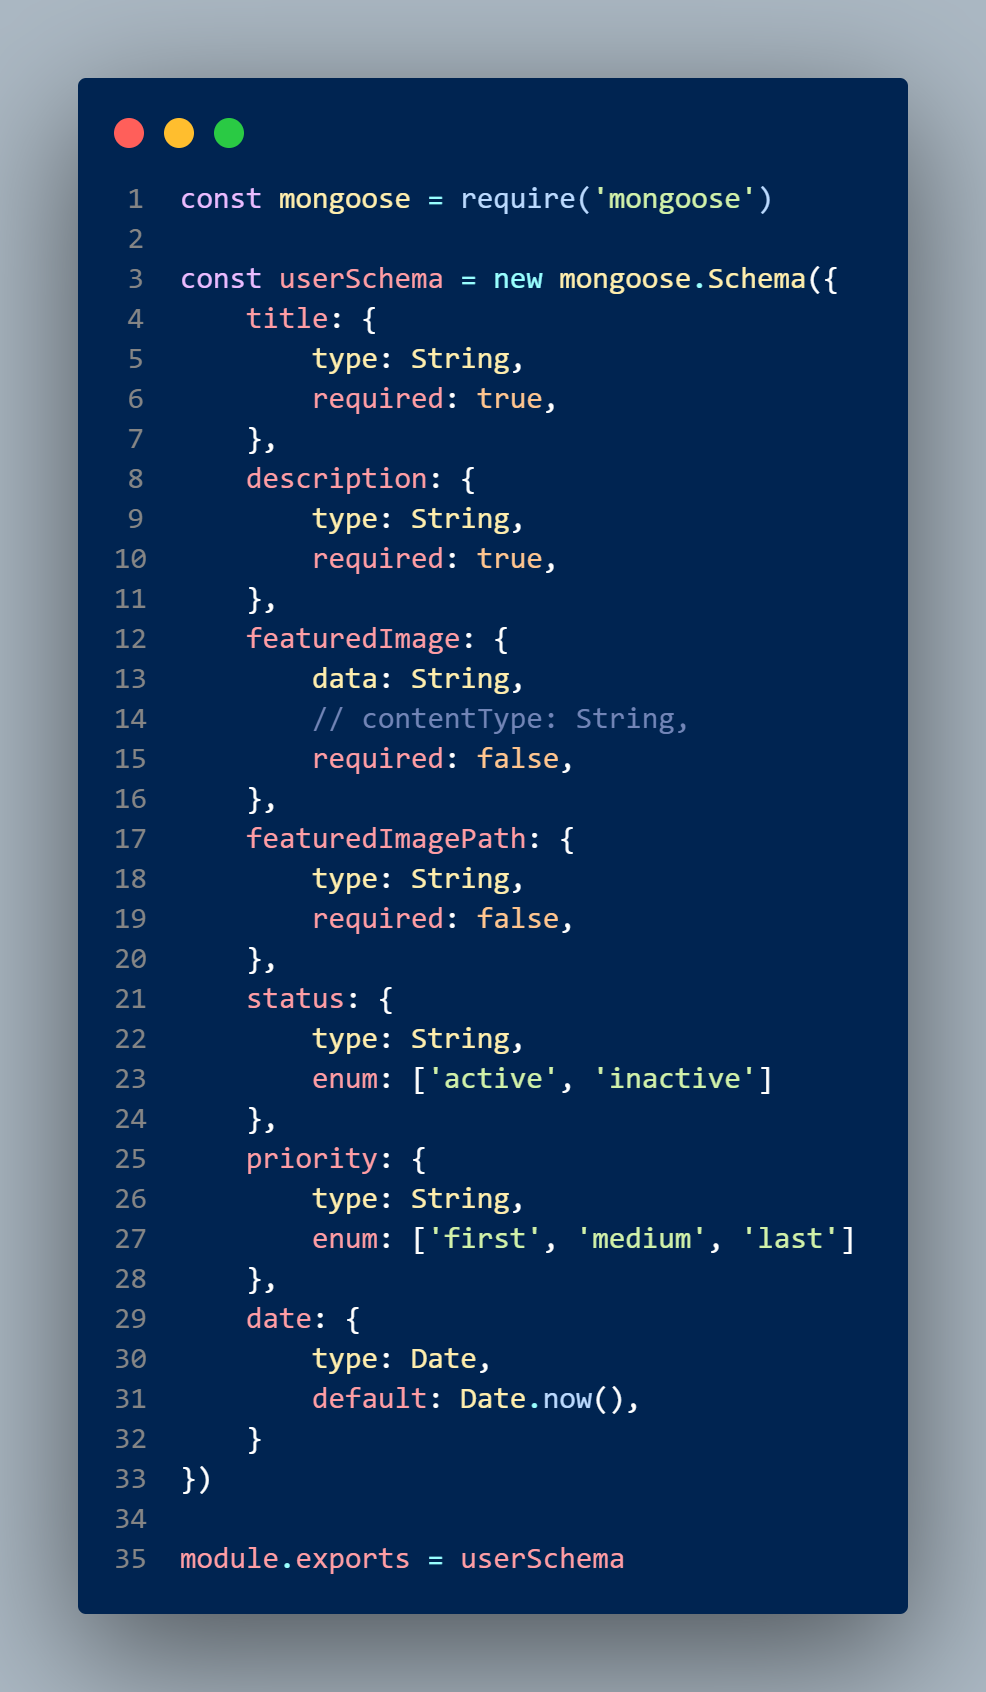 1 const mongoose = require('mongoose')
2
3 const userSchema = new mongoose.Schema({
4     title: {
5         type: String,
6         required: true,
7     },
8     description: {
9         type: String,
10         required: true,
11     },
12     featuredImage: {
13         data: String,
14         // contentType: String,
15         required: false,
16     },
17     featuredImagePath: {
18         type: String,
19         required: false,
20     },
21     status: {
22         type: String,
23         enum: ['active', 'inactive']
24     },
25     priority: {
26         type: String,
27         enum: ['first', 'medium', 'last']
28     },
29     date: {
30         type: Date,
31         default: Date.now(),
32     }
33 })
34
35 module.exports = userSchema